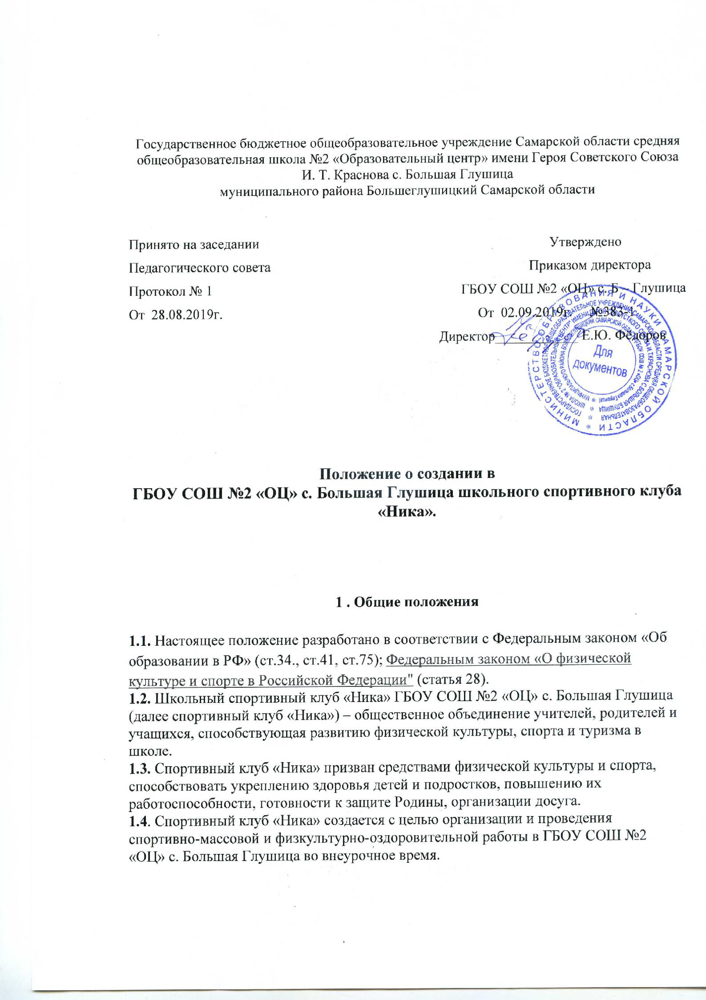 Государственное бюджетное общеобразовательное учреждение Самарской области средняя
общеобразовательная школа №2 «Образовательный центр» имени Героя Советского Союза
И. Т. Краснова с. Большая Глушица
муниципального района Большеглушицкий Самарской области
Принято на заседании
Утверждено
Педагогического совета
Приказом директора
Протокол № 1
ГБОУ СОШ №2 «ОЦ» с. Б – Глушица
От 28.08.2019г.
От 02.09.2019г. №383-1
Директор____________ Е.Ю. Фёдоров
МИНИСТЕРСТВО ОБРАЗОВАНИЯ И НАУКИ САМАРСКОЙ ОБЛАСТИ *
Для
документов
Положение о создании в
ГБОУ СОШ №2 «ОЦ» с. Большая Глушица школьного спортивного клуба
«Ника».
1 . Общие положения
1.1. Настоящее положение разработано в соответствии с Федеральным законом «Об
образовании в РФ» (ст.34., ст.41, ст.75); Федеральным законом «О физической
культуре и спорте в Российской Федерации" (статья 28).
1.2. Школьный спортивный клуб «Ника» ГБОУ СОШ №2 «ОЦ» с. Большая Глушица
(далее спортивный клуб «Ника») – общественное объединение учителей, родителей и
учащихся, способствующая развитию физической культуры, спорта и туризма в
школе.
1.3. Спортивный клуб «Ника» призван средствами физической культуры и спорта,
способствовать укреплению здоровья детей и подростков, повышению их
работоспособности, готовности к защите Родины, организации досуга.
1.4. Спортивный клуб «Ника» создается с целью организации и проведения
спортивно-массовой и физкультурно-оздоровительной работы в ГБОУ СОШ №2
«ОЦ» с. Большая Глушица во внеурочное время.